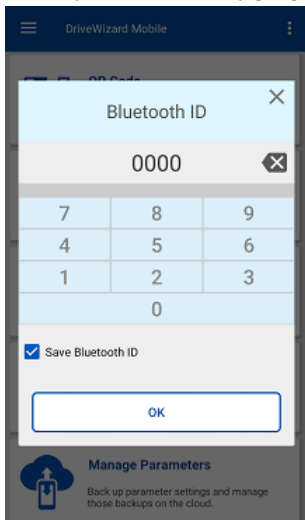 DriveWizard Mobile
QR Code
Bluetooth ID
0000
7 8 9
4 5 6
1 2 3
0
Save Bluetooth ID
OK
Manage Parameters
Back up parameter settings and manage
those backups on the cloud.